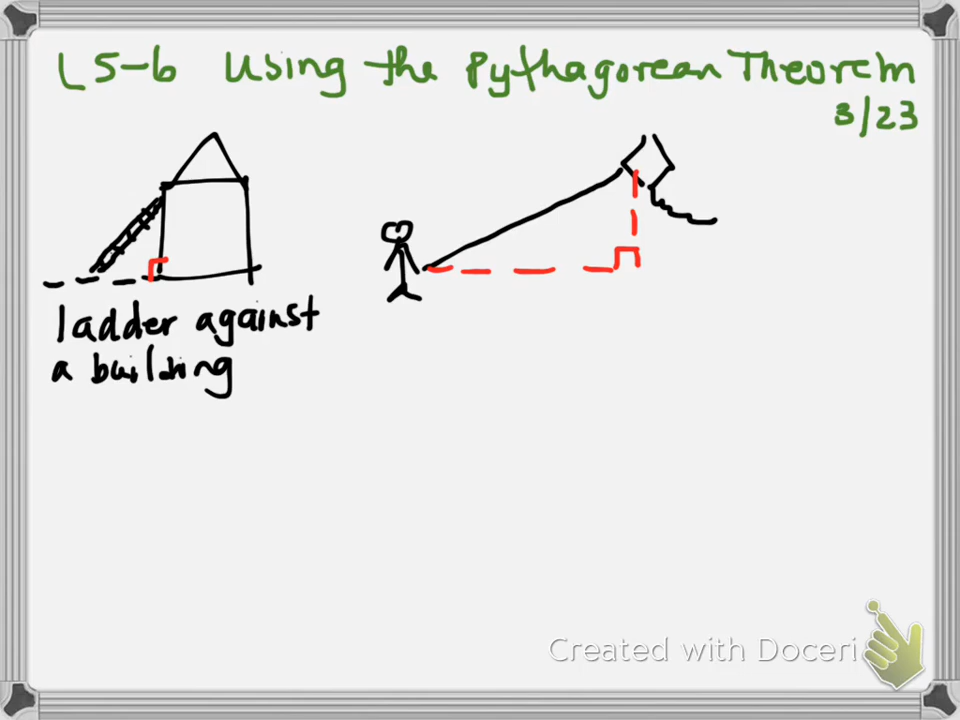 L5-6 Using the Pythagorean Theorem
3/23
ladder against
a building
Created with Doceri